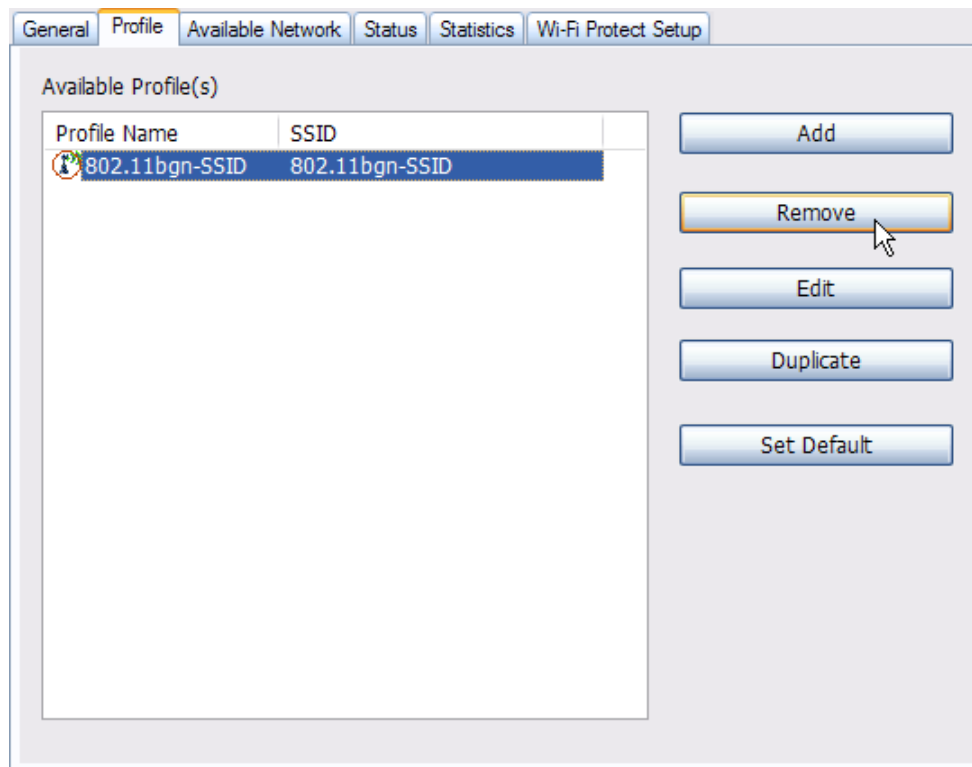 General Profile Available Network Status Statistics Wi-Fi Protect Setup
Available Profile(s)
Profile Name SSID
802.11bgn-SSID 802.11bgn-SSID
Add
Remove
Edit
Duplicate
Set Default